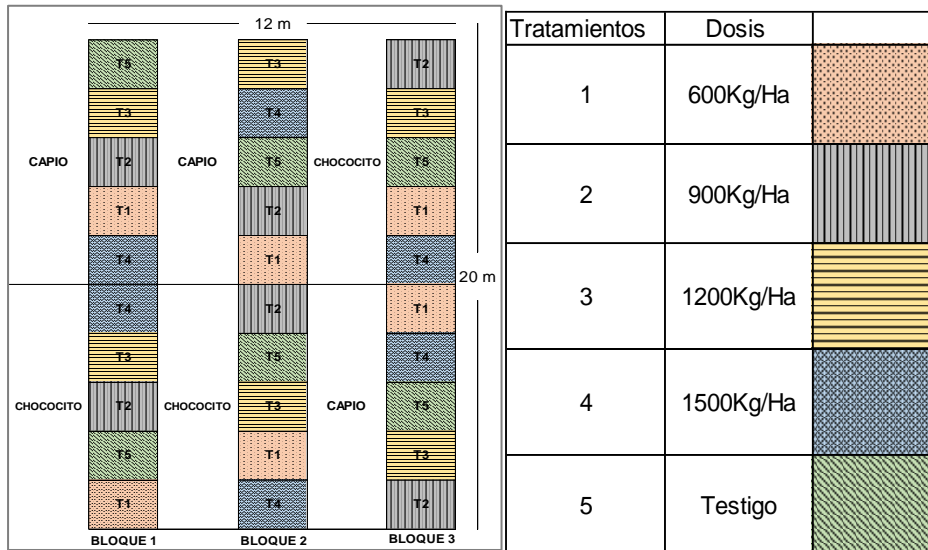 12 m
T5 T3 T2
T3 T4 T3
CAPIO T2 CAPIO T5 CHOCOCITO T5
T1 T2 T1
T4 T1 T4
20 m
T4 T2 T1
T3 T5 T4
CHOCOCITO T2 CHOCOCITO T3 CAPIO T5
T5 T1 T3
T1 T4 T2
BLOQUE 1 BLOQUE 2 BLOQUE 3
Tratamientos Dosis
1 600Kg/Ha
2 900Kg/Ha
3 1200Kg/Ha
4 1500Kg/Ha
5 Testigo